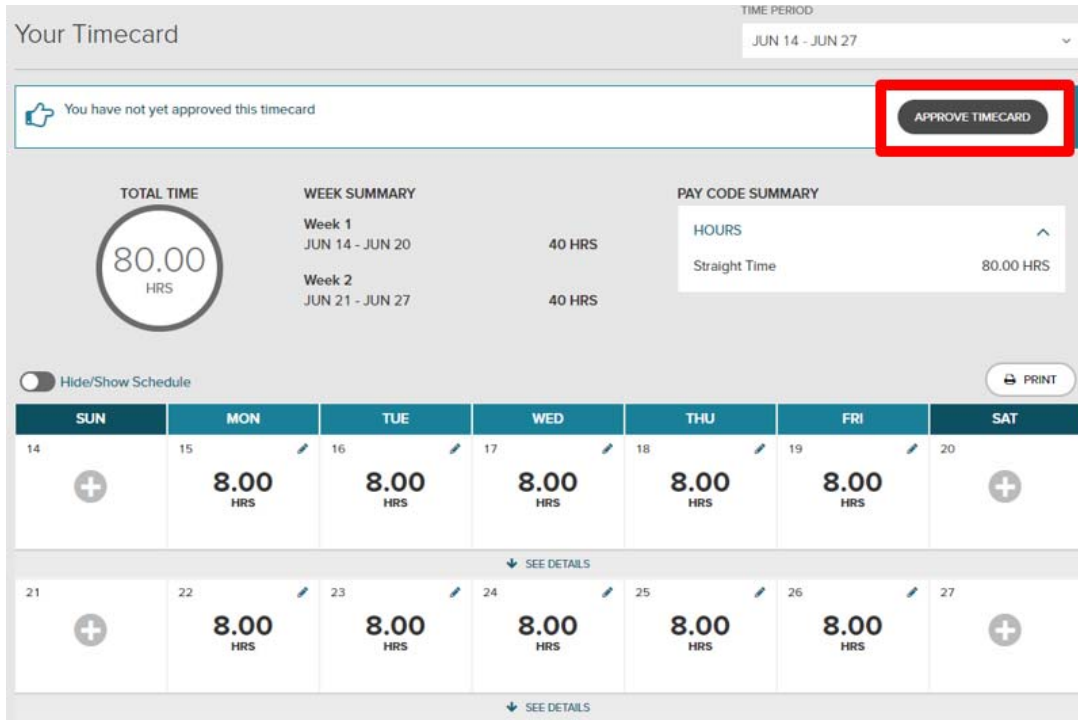 TIME PERIOD
Your Timecard
JUN 14 - JUN 27
You have not yet approved this timecard
APPROVE TIMECARD
TOTAL TIME
80.00
HRS
WEEK SUMMARY
Week 1
JUN 14 - JUN 20 40 HRS
Week 2
JUN 21 - JUN 27 40 HRS
PAY CODE SUMMARY
HOURS
Straight Time 80.00 HRS
Hide/Show Schedule
PRINT
SUN MON TUE WED THU FRI SAT
14 15 16 17 18 19 20
8.00 8.00 8.00 8.00 8.00
HRS HRS HRS HRS HRS
SEE DETAILS
21 22 23 24 25 26 27
8.00 8.00 8.00 8.00 8.00
HRS HRS HRS HRS HRS
SEE DETAILS